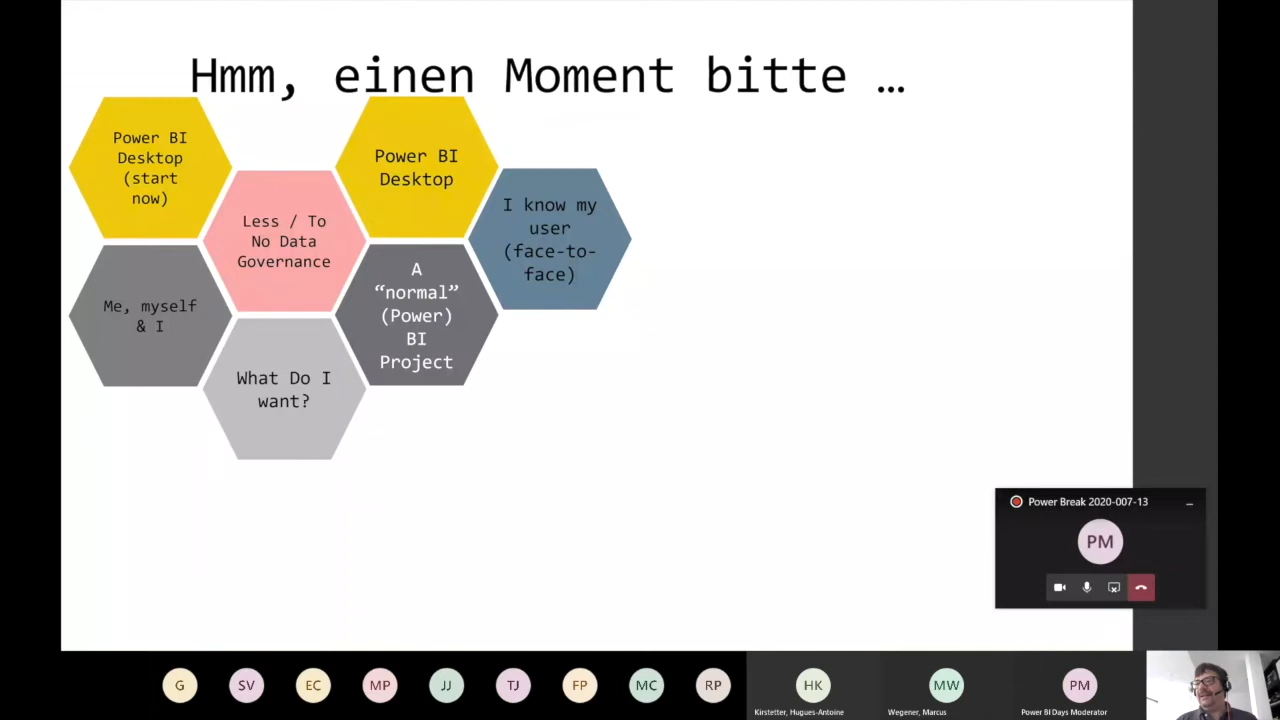 Hmm, einen Moment bitte …
Power BI
Desktop
(start
now)
Less / To
No Data
Governance
Power BI
Desktop
I know my
user
(face-to-
face)
Me, myself
& I
A
“normal”
(Power)
BI
Project
What Do I
want?
Power Break 2020-007-13
PM
G
SV
EC
MP
JJ
TJ
FP
MC
RP
HK
Kirstetter, Hugues-Antoine
MW
Wegener, Marcus
PM
Power BI Days Moderator